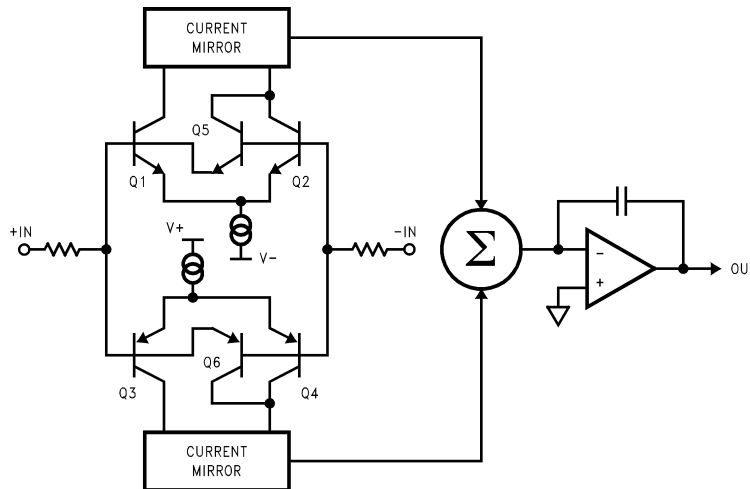 CURRENT
MIRROR
Q5
Q1
Q2
+IN
V+
V−
−IN
Σ
−
+
OU
Q6
Q3
Q4
CURRENT
MIRROR